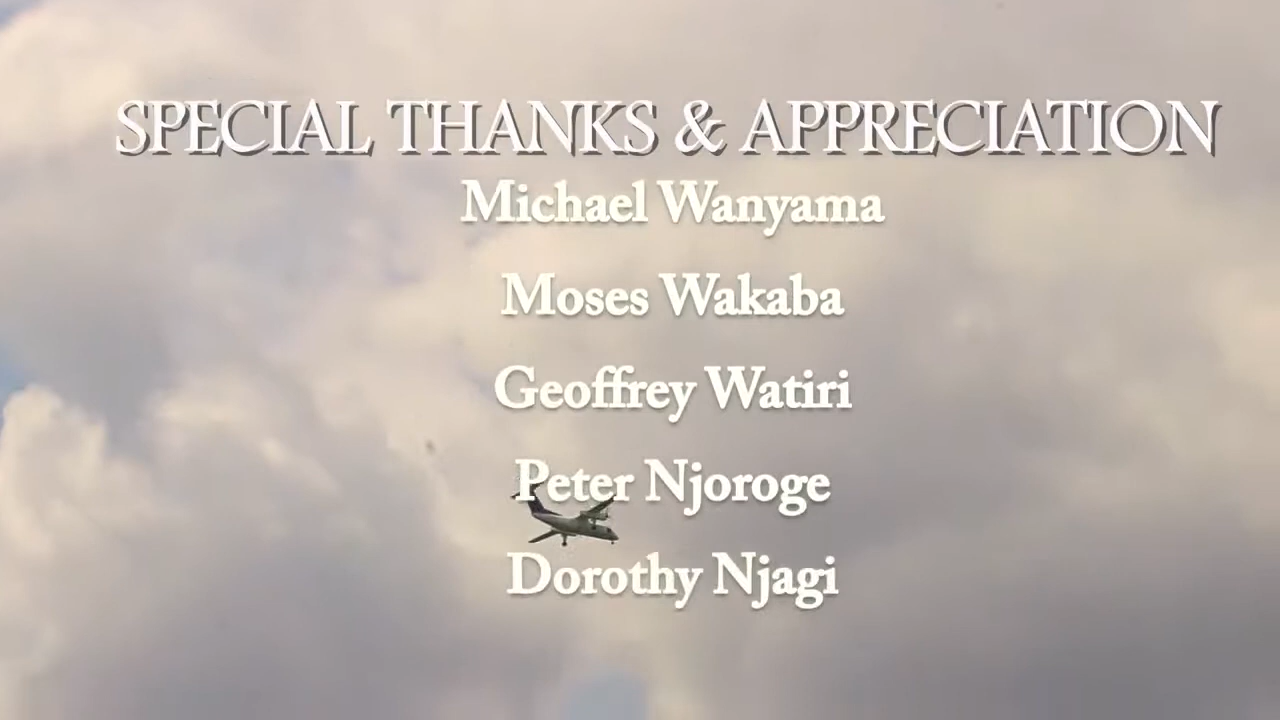 SPECIAL THANKS & APPRECIATION
Michael Wanyama
Moses Wakaba
Geoffrey Watiri
Peter Njoroge
Dorothy Njagi